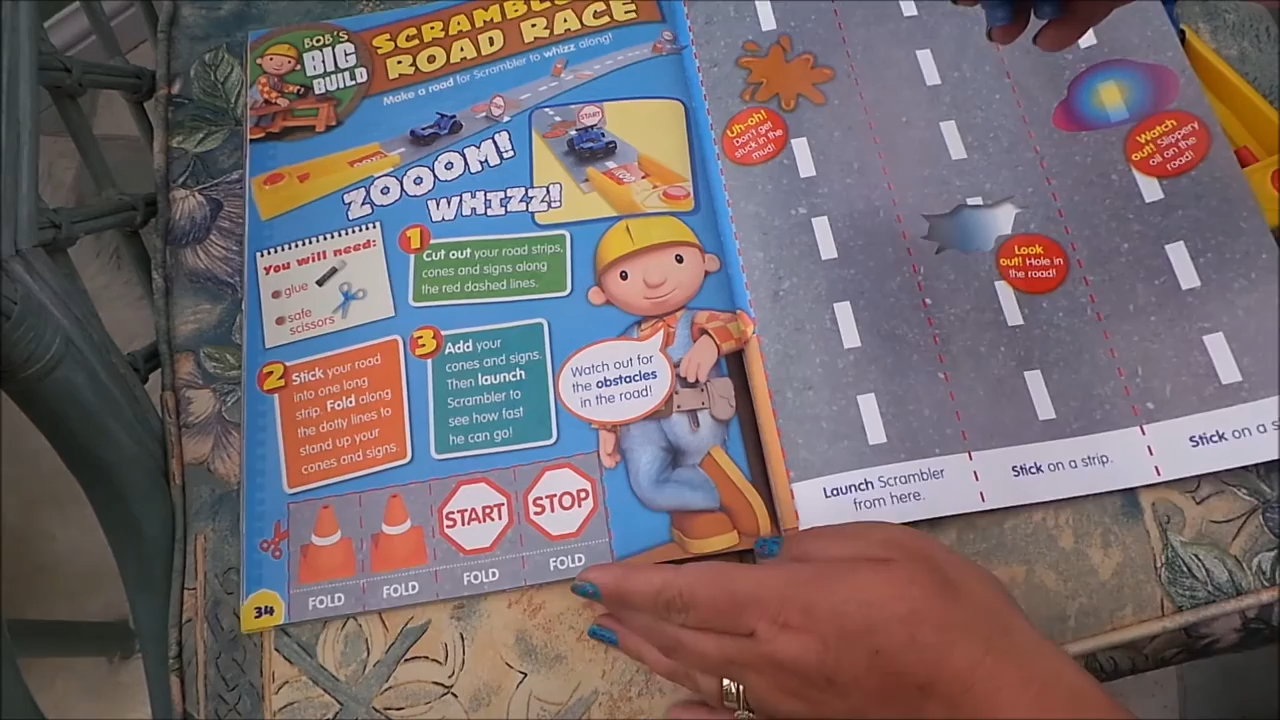 BOB'S
BIG
BUILD
ROAD RACE
Make a road for Scrambler to whizz along!
ZOOOM!
WHIZZ!
START
GO!
You will need:
glue
safe
scissors
1
Cut out your road strips,
cones and signs along
the red dashed lines.
2
Stick your road
into one long
strip. Fold along
the dotty lines to
stand up your
cones and signs.
3
Add your
cones and signs.
Then launch
Scrambler to
see how fast
he can go!
Watch out for
the obstacles
in the road!
START
STOP
FOLD
FOLD
FOLD
FOLD
34
Uh-oh!
Don't get
stuck in the
mud!
Watch
out! Slippery
oil on the
road!
Look
out! Hole in
the road!
Launch Scrambler
from here.
Stick on a strip.
Stick on a